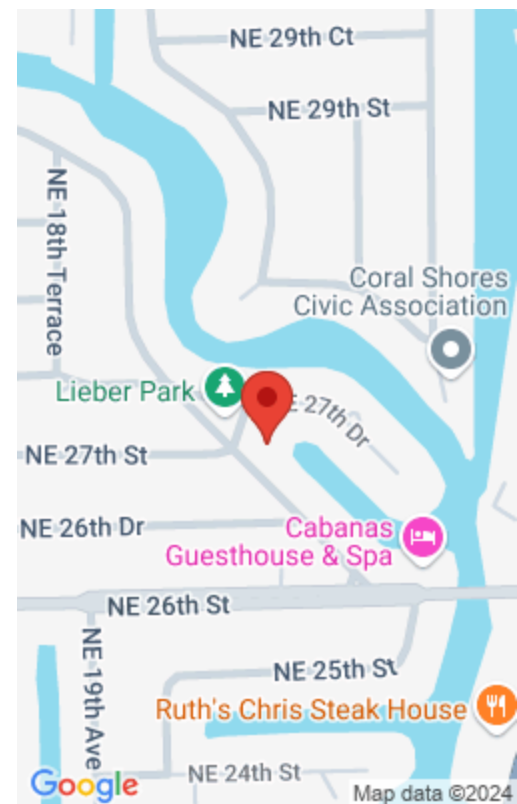 NE 29th Ct
NE 29th St
NE 18th Terrace
Coral Shores
Civic Association
Lieber Park
E 27th Dr
NE 27th St
NE 26th Dr
Cabanas
Guesthouse & Spa
NE 26th St
NE 19th Ave
NE 25th St
Ruth's Chris Steak House
NE 24th St
Google
Map data ©2024